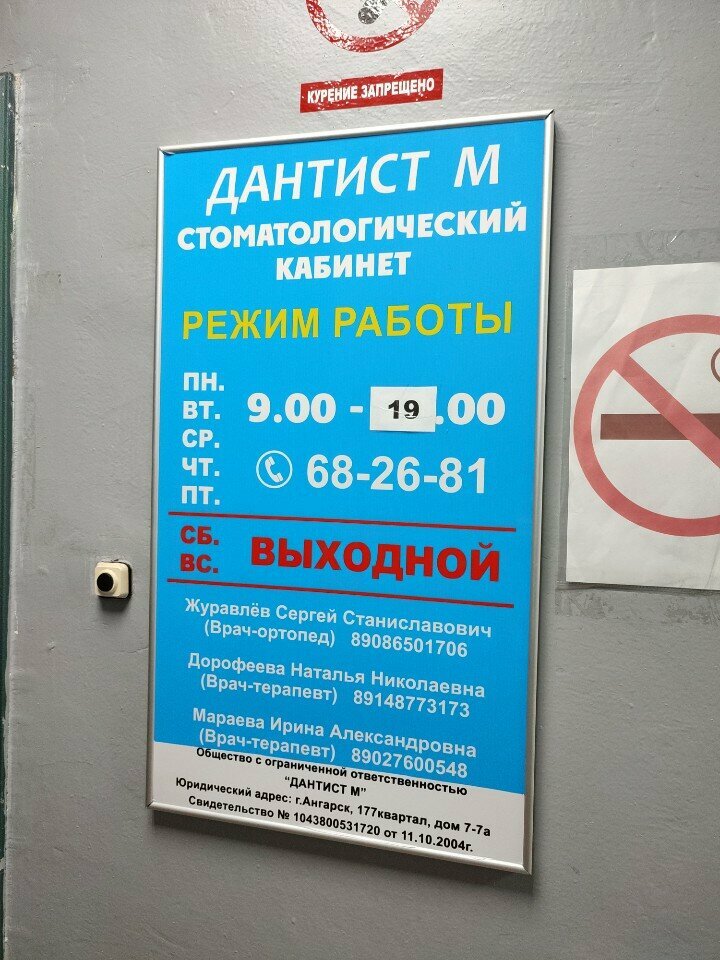 КУРЕНИЕ ЗАПРЕЩЕНО
ДАНТИСТ М
СТОМАТОЛОГИЧЕСКИЙ
КАБИНЕТ
РЕЖИМ РАБОТЫ
ПН.
ВТ.
СР.
ЧТ.
ПТ.
9.00 - 19.00
68-26-81
СБ.
ВС.
ВЫХОДНОЙ
Журавлёв Сергей Станиславович
(Врач-ортопед) 89086501706
Дорофеева Наталья Николаевна
(Врач-терапевт) 89148773173
Мараева Ирина Александровна
(Врач-терапевт) 89027600548
Общество с ограниченной ответственностью
"ДАНТИСТ М"
Юридический адрес: г.Ангарск, 177квартал, дом 7-7а
Свидетельство № 1043800531720 от 11.10.2004г.